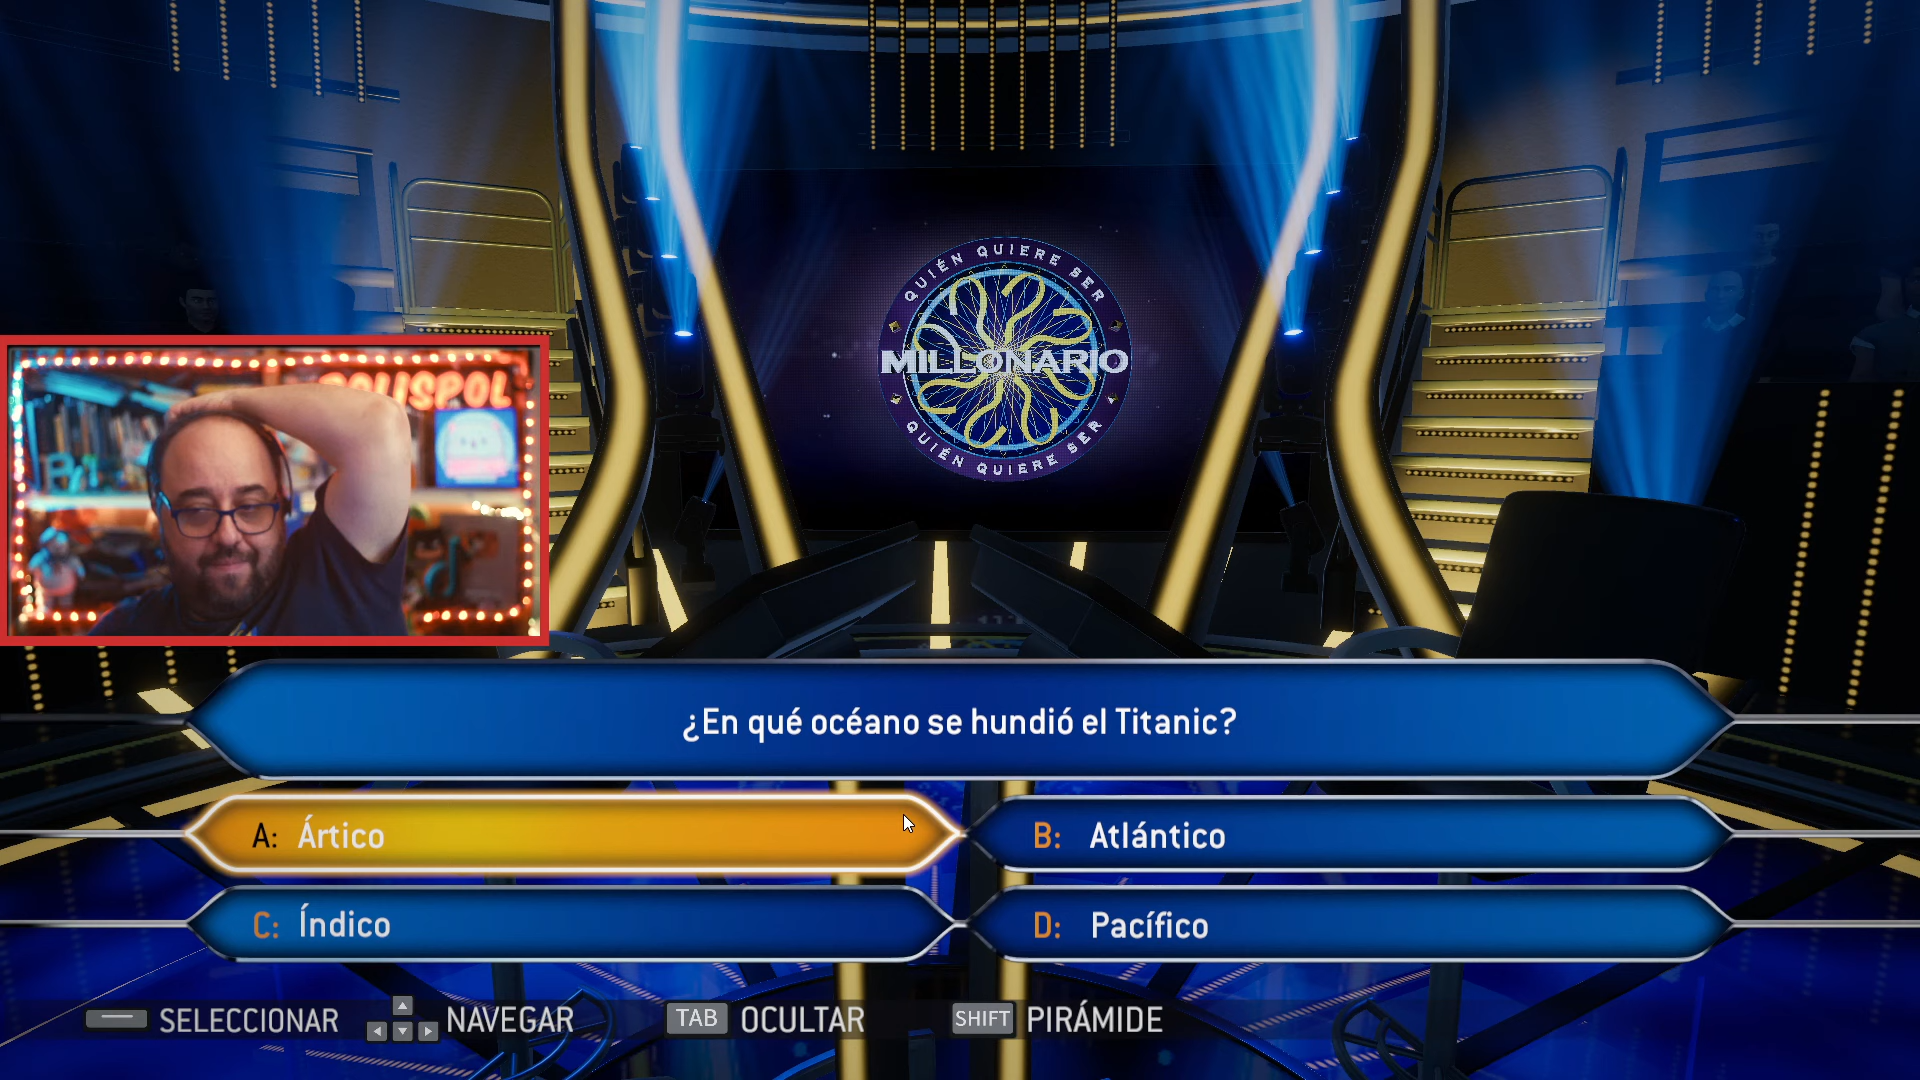 QUIÉN QUIERE SER
MILLONARIO
QUIÉN QUIERE SER
¿En qué océano se hundió el Titanic?
A: Ártico
B: Atlántico
C: Índico
D: Pacífico
SELECCIONAR
NAVEGAR
TAB OCULTAR
SHIFT PIRÁMIDE